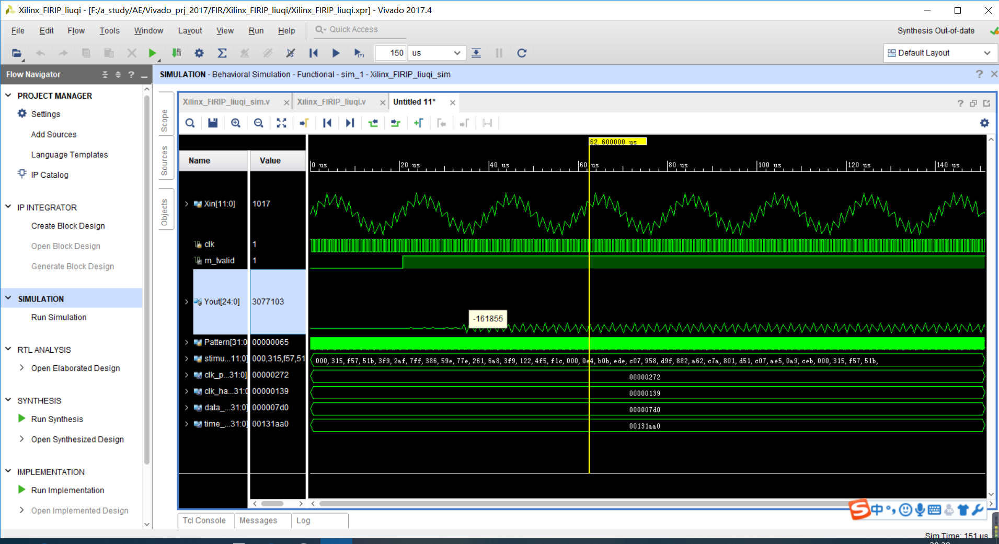 Xilinx_FIRIP_liuqi - [F:/a_study/AE/Vivado_prj_2017/FIR/Xilinx_FIRIP_liuqi/Xilinx_FIRIP_liuqi.xpr] - Vivado 2017.4
File Edit Flow Tools Window Layout View Run Help Quick Access Synthesis Out-of-date
150 us Default Layout
Flow Navigator
SIMULATION - Behavioral Simulation - Functional - sim_1 - Xilinx_FIRIP_liuqi_sim
PROJECT MANAGER
Settings
Add Sources
Language Templates
IP Catalog
IP INTEGRATOR
Create Block Design
Open Block Design
Generate Block Design
SIMULATION
Run Simulation
RTL ANALYSIS
Open Elaborated Design
SYNTHESIS
Run Synthesis
Open Synthesized Design
IMPLEMENTATION
Run Implementation
Open Implemented Design
Scope
Sources
Objects
Xilinx_FIRIP_liuqi_sim.v Xilinx_FIRIP_liuqi.v Untitled 11*
62.600000 us
Name Value
0 us 20 us 40 us 60 us 80 us 100 us 120 us 140 us
Xin[11:0] 1017
clk 1
m_tvalid 1
Yout[24:0] 3077103
-161855
Pattern[31:0 00000065
stimu...11:0] 000,315,f57,51 000,315,f57,51b,3f9,2af,7ff,386,59e,77e,261,6a8,3f9,122,4f5,f1c,000,0e4,b0b,ede,c07,958,d9f,882,a62,c7a,801,d51,c07,ae5,0a9,ceb,000,315,f57,51b,
clk_p...31:0] 00000272 00000272
clk_ha...31:0 00000139 00000139
data_...31:0] 000007d0 000007d0
time_...31:0] 00131aa0 00131aa0
中
Tcl Console Messages Log
Sim Time: 151 us